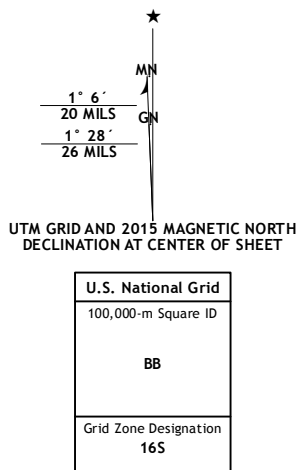 ★
MN
1° 6´
20 MILS
GN
1° 28´
26 MILS
UTM GRID AND 2015 MAGNETIC NORTH
DECLINATION AT CENTER OF SHEET
U.S. National Grid
100,000-m Square ID
BB
Grid Zone Designation
16S